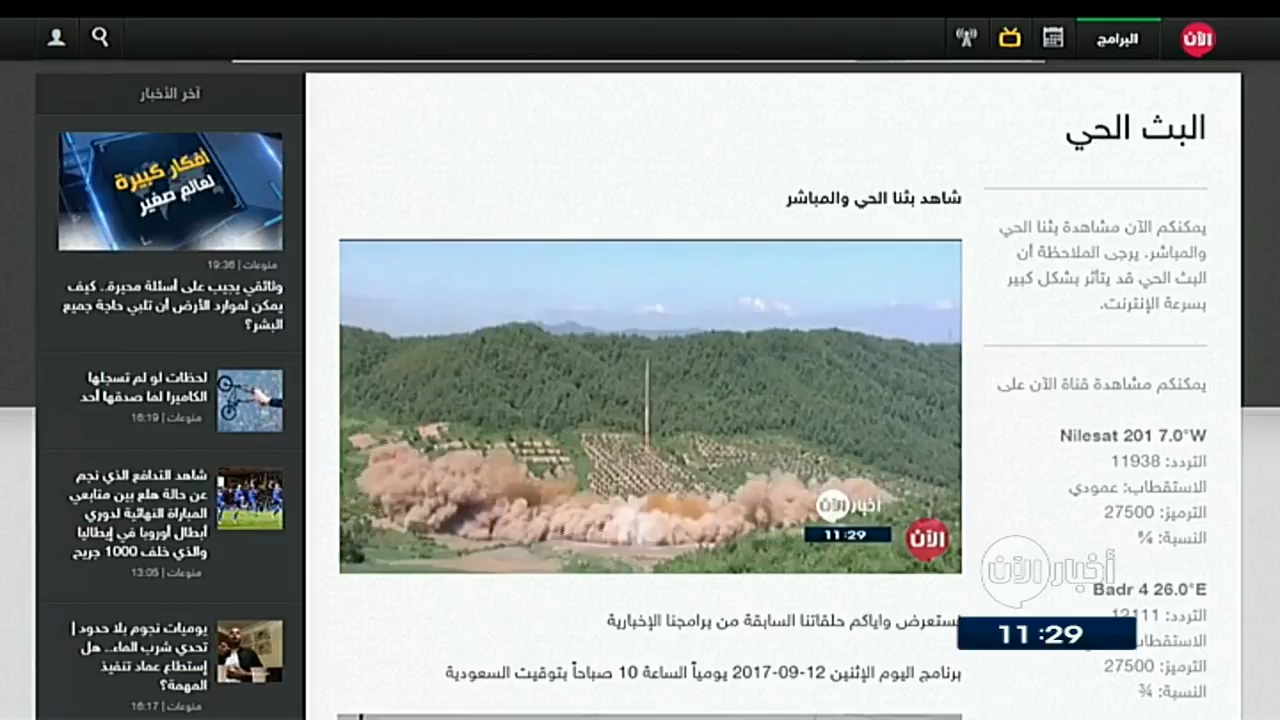 الآن
البرامج
البث الحي
يمكنكم الآن مشاهدة بثنا الحي
والمباشر. يرجى الملاحظة أن
البث الحي قد يتأثر بشكل كبير
بسرعة الإنترنت.
يمكنكم مشاهدة قناة الآن على
Nilesat 201 7.0°W
التردد: 11938
الاستقطاب: عمودي
الترميز: 27500
النسبة: ¾
Badr 4 26.0°E
التردد: 12111
الاستقطاب:
27500
النسبة: ¾
أخبار الآن
11:29
شاهد بثنا الحي والمباشر
أخبار الآن
11:29
الآن
نستعرض واياكم حلقاتنا السابقة من برامجنا الإخبارية
برنامج اليوم الإثنين 12-09-2017 يومياً الساعة 10 صباحاً بتوقيت السعودية
آخر الأخبار
أفكار كبيرة
لعالم صغير
منوعات | 19:36
وثائقي يجيب على أسئلة محيرة.. كيف
يمكن لموارد الأرض أن تلبي حاجة جميع
البشر؟
لحظات لو لم تسجلها
الكاميرا لما صدقها أحد
منوعات | 16:19
شاهد التدافع الذي نجم
عن حالة هلع بين متابعي
المباراة النهائية لدوري
أبطال أوروبا في إيطاليا
والذي خلف 1000 جريح
منوعات | 13:05
يوميات نجوم بلا حدود |
تحدي شرب الماء.. هل
إستطاع عماد تنفيذ
المهمة؟
منوعات | 16:17